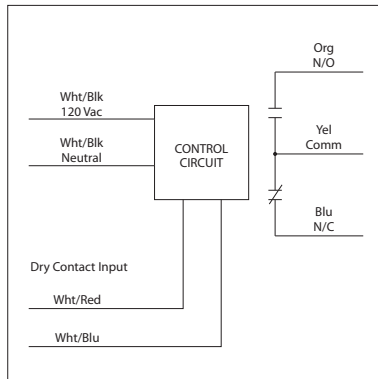 Org
N/O
Wht/Blk
120 Vac
Yel
Comm
Wht/Blk
Neutral
CONTROL
CIRCUIT
Blu
N/C
Dry Contact Input
Wht/Red
Wht/Blu